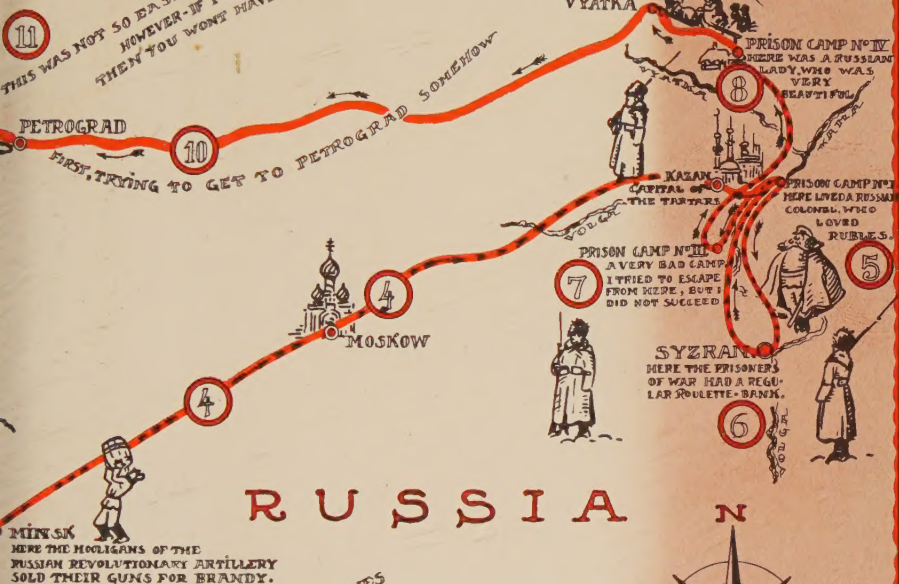 11
THIS WAS NOT SO EAS
HOWEVER-IF
THEN YOU WONT HAV
VYATKA
PRISON CAMP Nº IV
HERE WAS A RUSSIAN
LADY, WHO WAS
VERY
BEAUTIFUL.
VYATKA
8
KAMA
PETROGRAD
10
FIRST, TRYING TO GET TO PETROGRAD SOMEHOW
KAZAN
CAPITAL OF
THE TARTARS
PRISON CAMP Nº I
HERE LIVED A RUSSIAN
COLONEL, WHO
LOVED
RUBLES.
5
VOLGA
PRISON CAMP Nº III
A VERY BAD CAMP
I TRIED TO ESCAPE
FROM HERE, BUT I
DID NOT SUCCEED
7
4
MOSKOW
SYZRAN
HERE THE PRISONERS
OF WAR HAD A REGU-
LAR ROULETTE-BANK.
6
VOLGA
4
RUSSIA
N
MINSK
HERE THE HOOLIGANS OF THE
RUSSIAN REVOLUTIONARY ARTILLERY
SOLD THEIR GUNS FOR BRANDY.